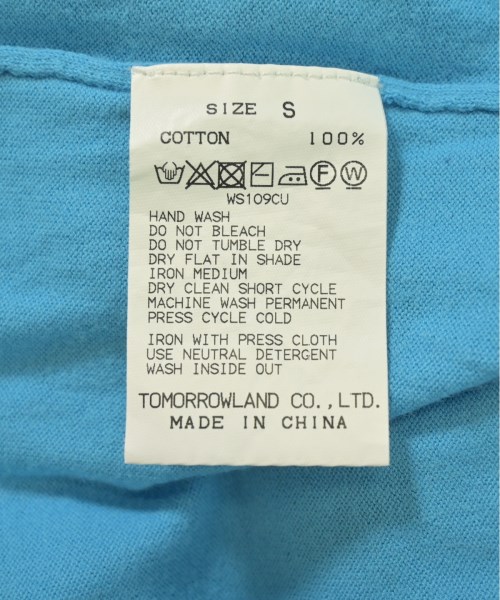 SIZE S
COTTON 100%
F W
WS109CU
HAND WASH
DO NOT BLEACH
DO NOT TUMBLE DRY
DRY FLAT IN SHADE
IRON MEDIUM
DRY CLEAN SHORT CYCLE
MACHINE WASH PERMANENT
PRESS CYCLE COLD
IRON WITH PRESS CLOTH
USE NEUTRAL DETERGENT
WASH INSIDE OUT
TOMORROWLAND CO.,LTD.
MADE IN CHINA